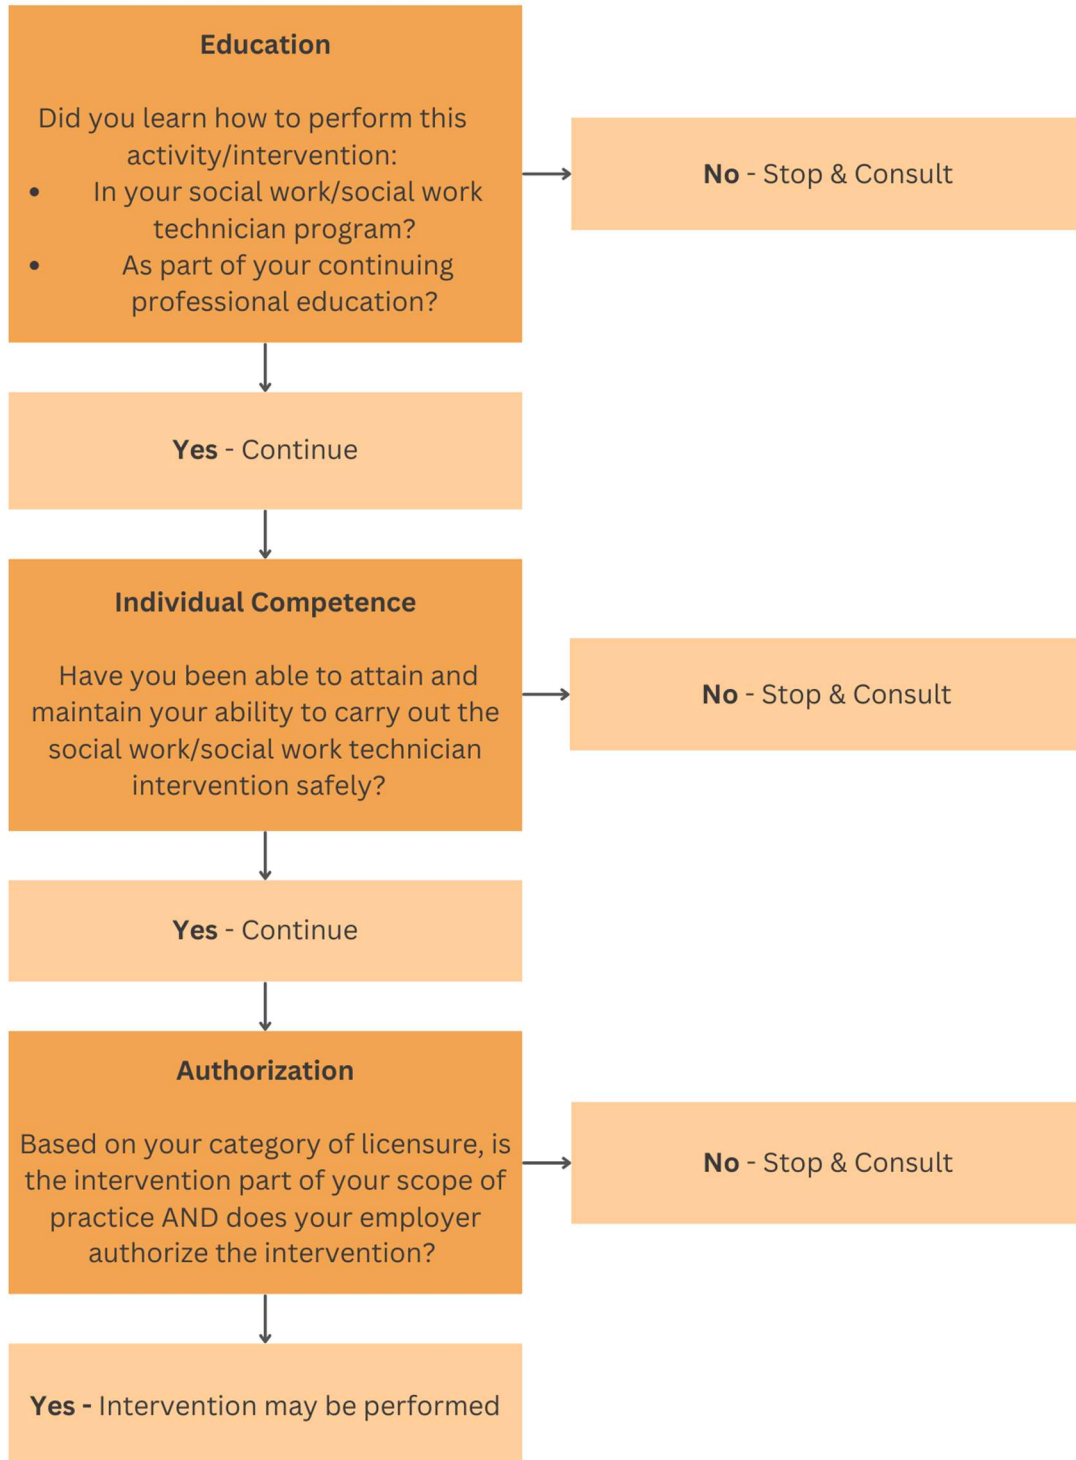 Education
Did you learn how to perform this
activity/intervention:
• In your social work/social work
technician program?
• As part of your continuing
professional education?
No - Stop & Consult
Yes - Continue
Individual Competence
Have you been able to attain and
maintain your ability to carry out the
social work/social work technician
intervention safely?
No - Stop & Consult
Yes - Continue
Authorization
Based on your category of licensure, is
the intervention part of your scope of
practice AND does your employer
authorize the intervention?
No - Stop & Consult
Yes - Intervention may be performed